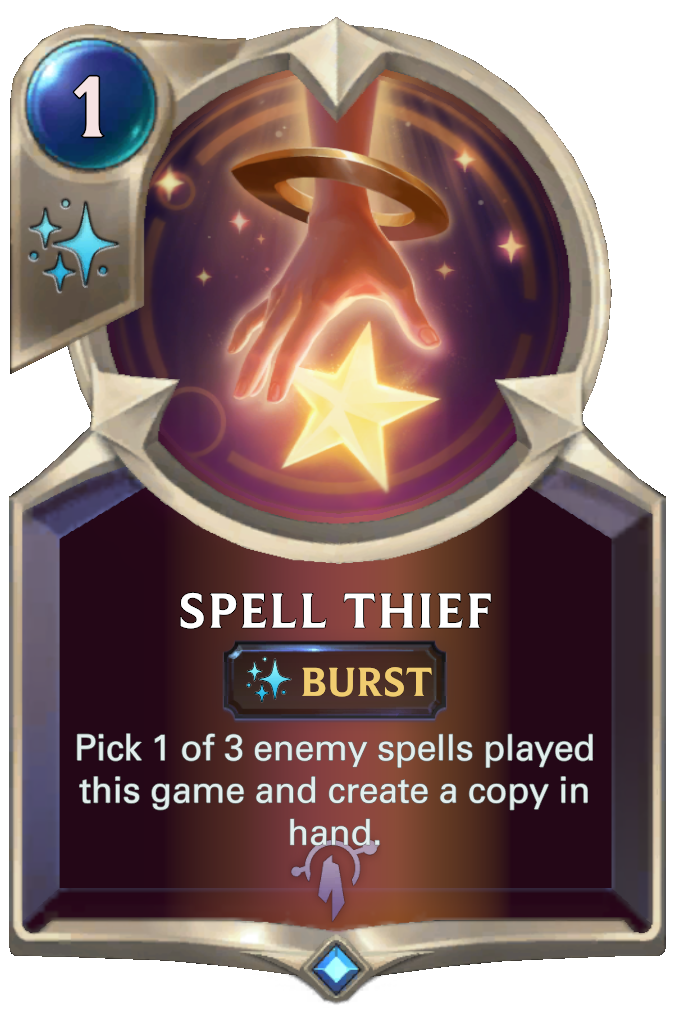 1
SPELL THIEF
BURST
Pick 1 of 3 enemy spells played
this game and create a copy in
hand.